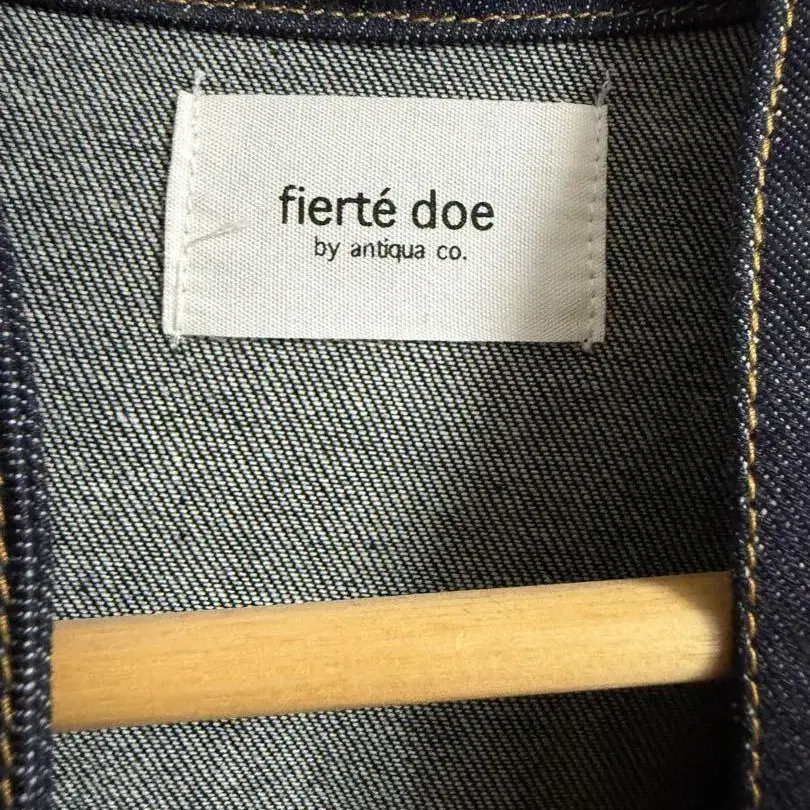 fierté doe
by antiqua co.